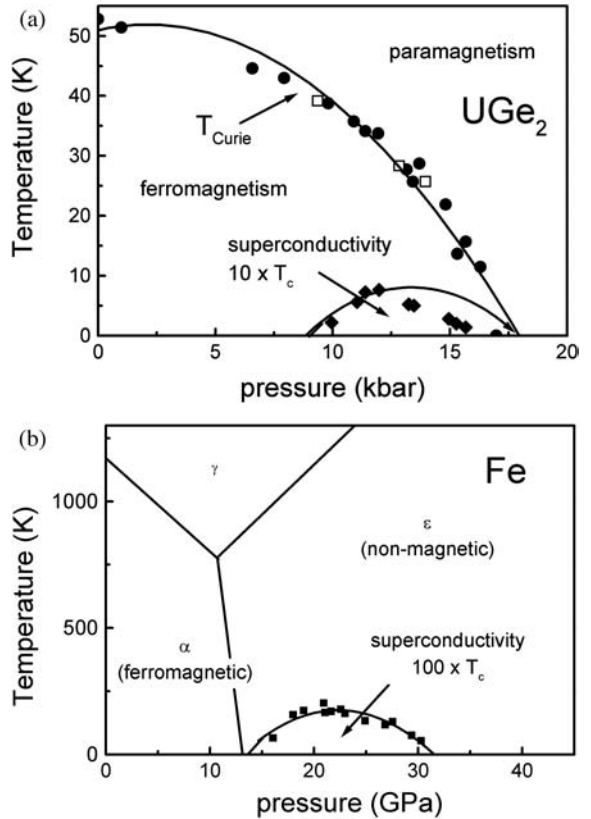 (a)
50
40
30
20
10
0
Temperature (K)
paramagnetism
UGe₂
T_Curie
ferromagnetism
superconductivity
10 x T_c
0
5
10
15
20
pressure (kbar)
(b)
1000
500
0
Temperature (K)
γ
Fe
ε
(non-magnetic)
α
(ferromagnetic)
superconductivity
100 x T_c
0
10
20
30
40
pressure (GPa)